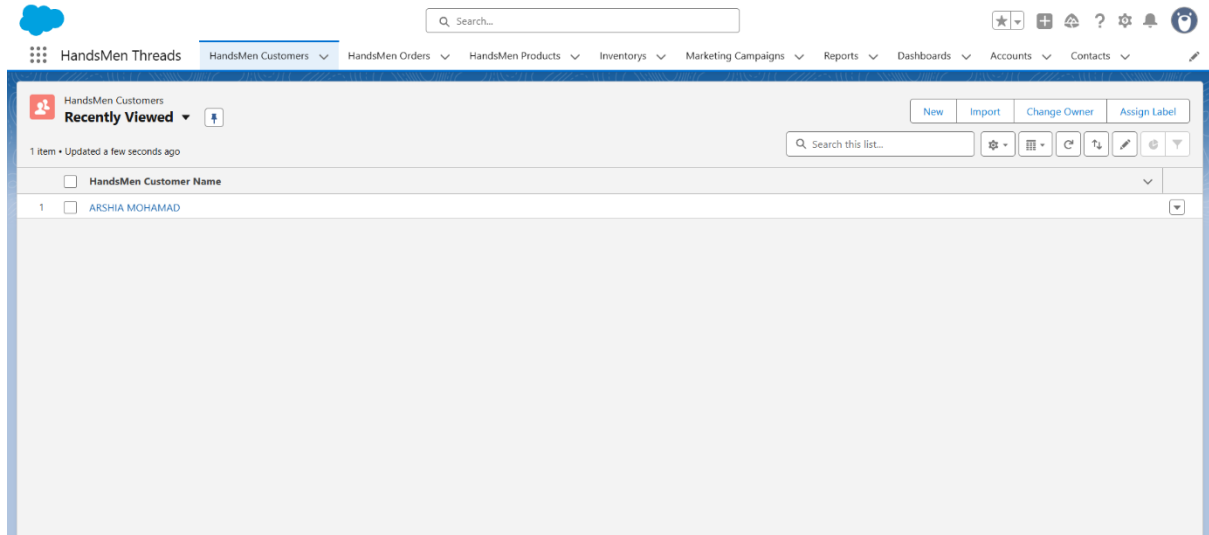 Search...
HandsMen Threads HandsMen Customers HandsMen Orders HandsMen Products Inventorys Marketing Campaigns Reports Dashboards Accounts Contacts
HandsMen Customers
Recently Viewed
New Import Change Owner Assign Label
1 item • Updated a few seconds ago
Search this list...
HandsMen Customer Name
1 ARSHIA MOHAMAD